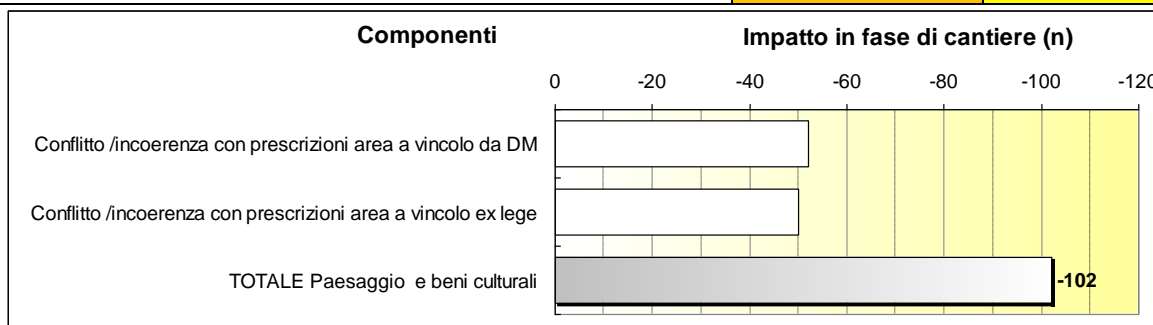 Componenti Impatto in fase di cantiere (n)
0 -20 -40 -60 -80 -100 -120
Conflitto /incoerenza con prescrizioni area a vincolo da DM
Conflitto /incoerenza con prescrizioni area a vincolo ex lege
TOTALE Paesaggio e beni culturali -102